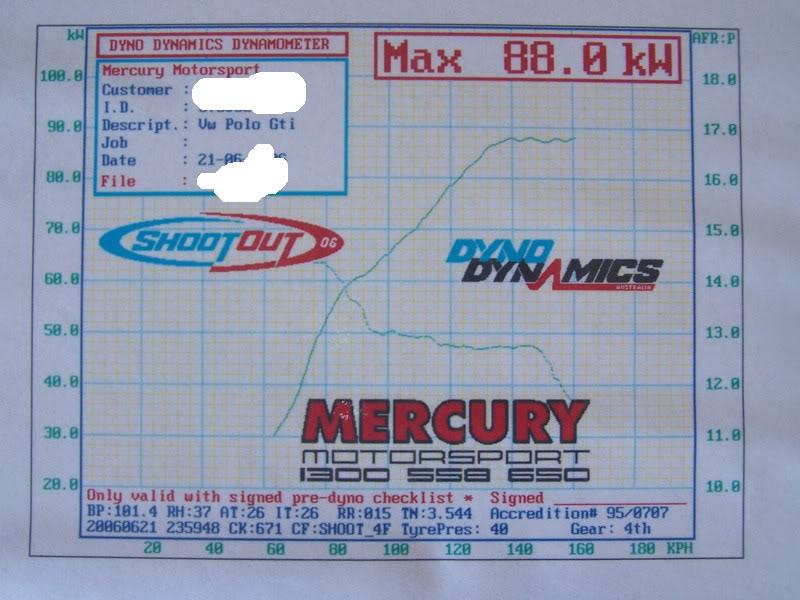 kW
DYNO DYNAMICS DYNAMOMETER
Max 88.0 kW
AFR:P
Mercury Motorsport
Customer :
I.D. :
Descript.: Vw Polo Gti
Job :
Date : 21-06
File :
100.0
90.0
80.0
70.0
60.0
50.0
40.0
30.0
20.0
18.0
17.0
16.0
15.0
14.0
13.0
12.0
11.0
10.0
SHOOTOUT 06
DYNO
DYNAMICS
AUSTRALIA
MERCURY
MOTORSPORT
1300 558 650
Only valid with signed pre-dyno checklist * Signed
BP:101.4 RH:37 AT:26 IT:26 RR:015 TN:3.544 Accredition# 95/0707
20060621 235948 CK:671 CF:SHOOT_4F TyrePres: 40 Gear: 4th
20 40 60 80 100 120 140 160 180 KPH